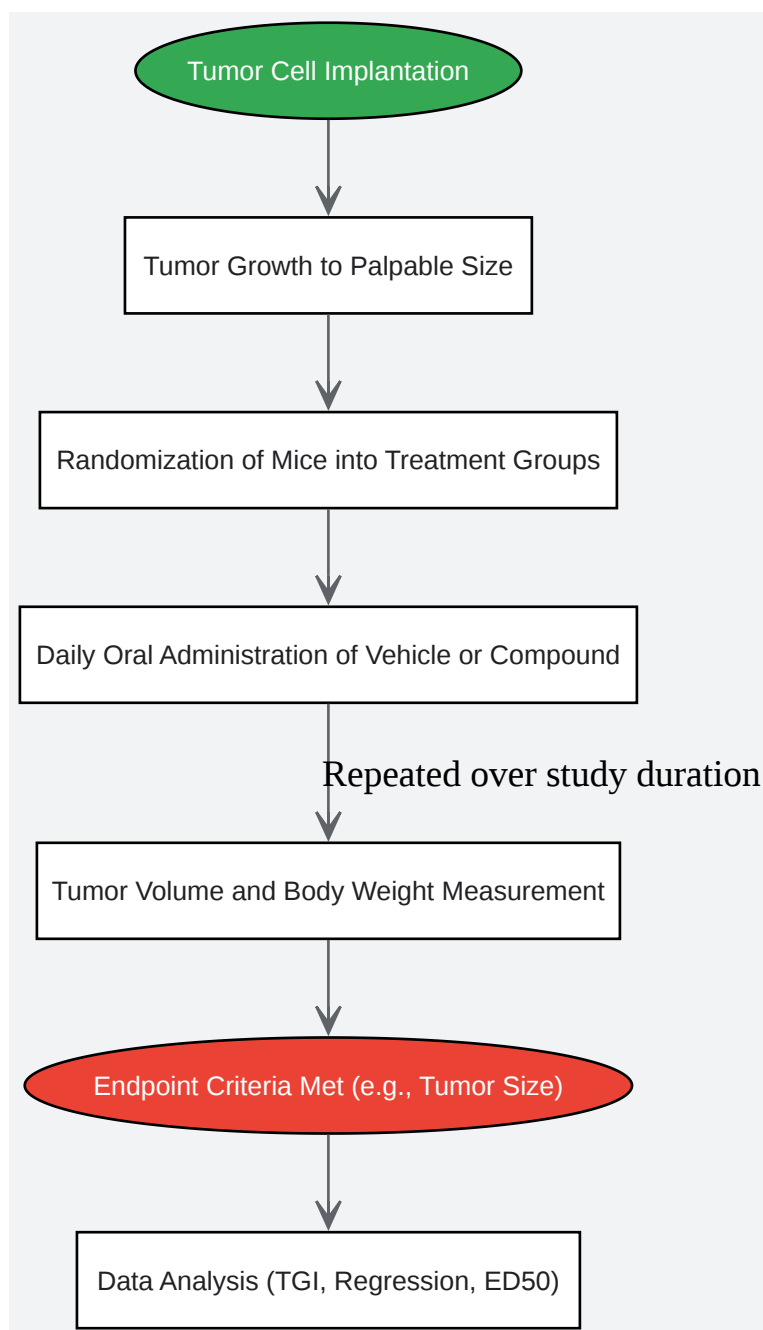 Tumor Cell Implantation
Tumor Growth to Palpable Size
Randomization of Mice into Treatment Groups
Daily Oral Administration of Vehicle or Compound
Repeated over study duration
Tumor Volume and Body Weight Measurement
Endpoint Criteria Met (e.g., Tumor Size)
Data Analysis (TGI, Regression, ED50)